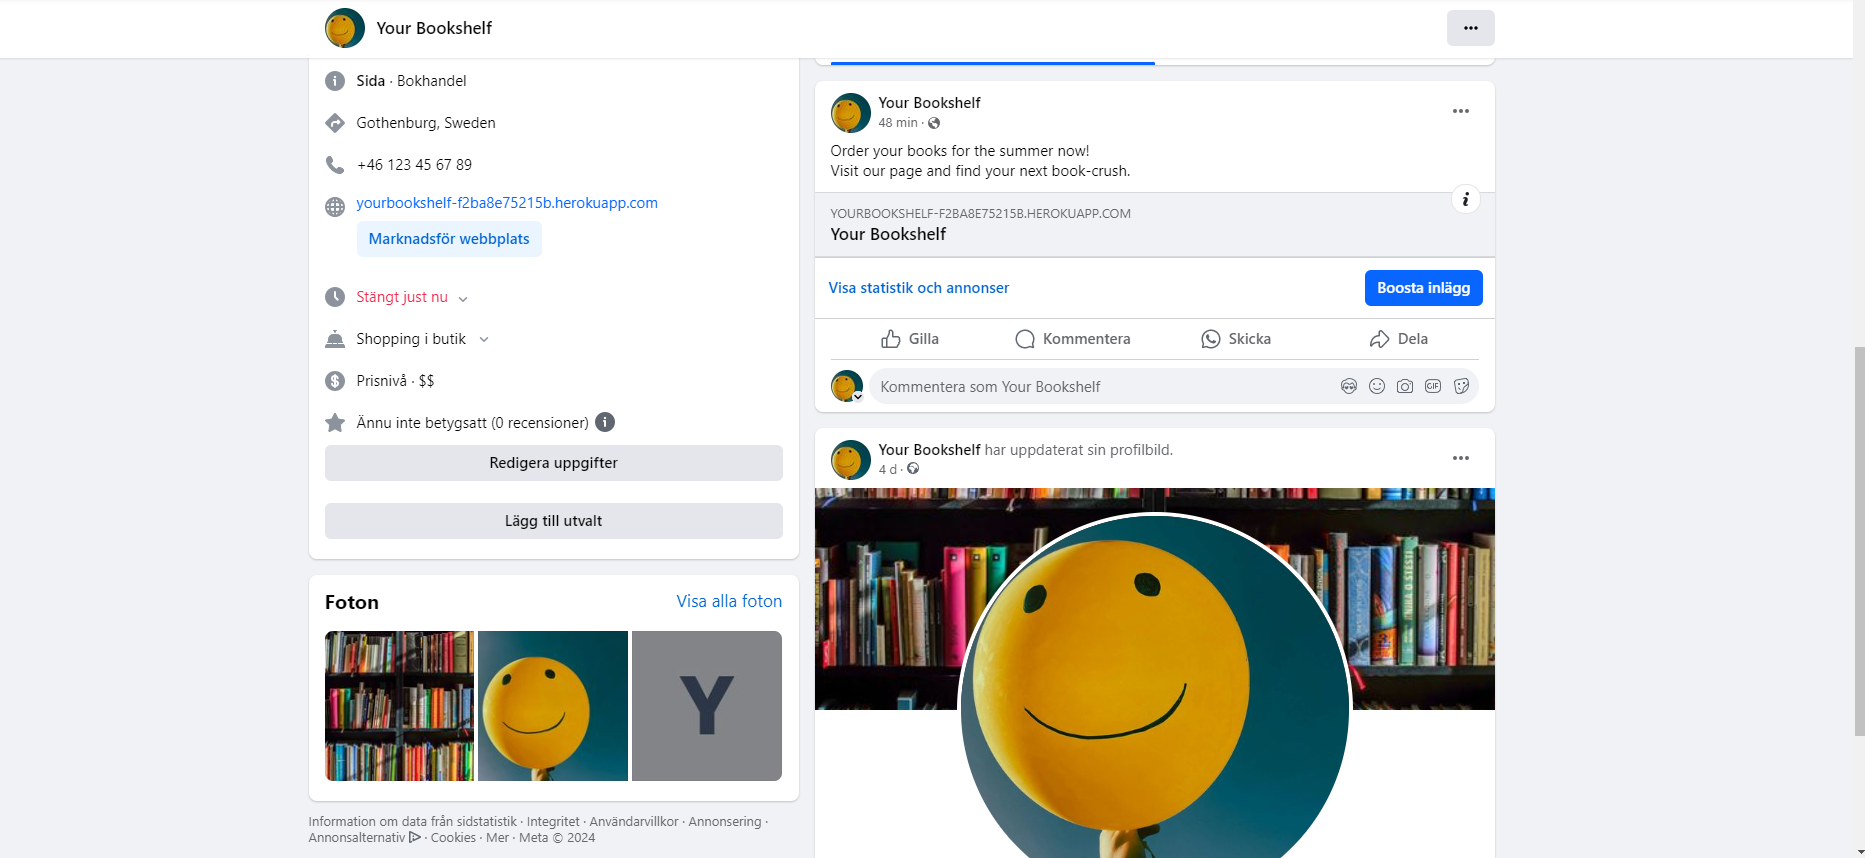 Your Bookshelf
Sida · Bokhandel
Gothenburg, Sweden
+46 123 45 67 89
yourbookshelf-f2ba8e75215b.herokuapp.com
Marknadsför webbplats
Stängt just nu
Shopping i butik
Prisnivå · $$
Ännu inte betygsatt (0 recensioner)
Redigera uppgifter
Lägg till utvalt
Foton
Visa alla foton
Y
Information om data från sidstatistik · Integritet · Användarvillkor · Annonsering ·
Annonsalternativ · Cookies · Mer · Meta © 2024
Your Bookshelf
48 min ·
Order your books for the summer now!
Visit our page and find your next book-crush.
YOURBOOKSHELF-F2BA8E75215B.HEROKUAPP.COM
Your Bookshelf
Visa statistik och annonser
Boosta inlägg
Gilla
Kommentera
Skicka
Dela
Kommentera som Your Bookshelf
GIF
Your Bookshelf har uppdaterat sin profilbild.
4 d ·